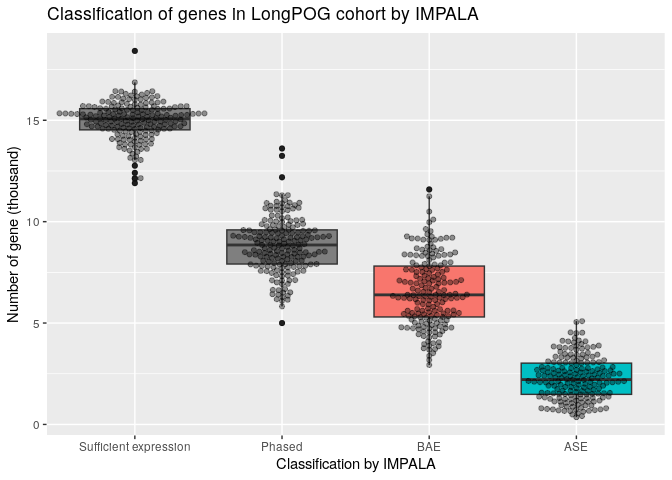 Classification of genes in LongPOG cohort by IMPALA
Number of gene (thousand)
15
10
5
0
Sufficient expression Phased BAE ASE
Classification by IMPALA